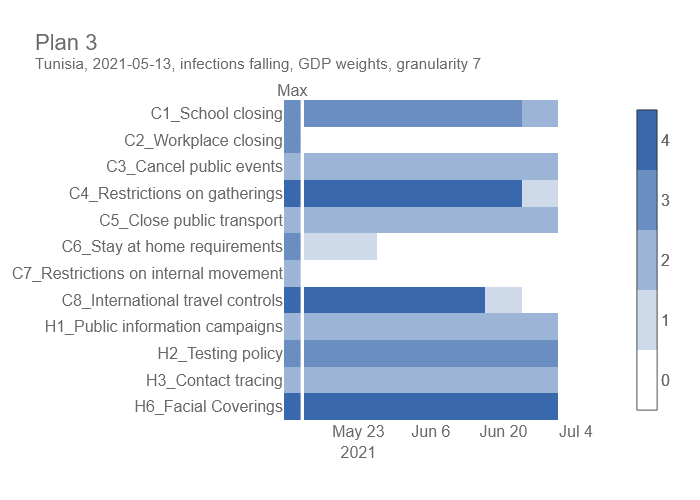 Plan 3
Tunisia, 2021-05-13, infections falling, GDP weights, granularity 7
Max
C1_School closing
C2_Workplace closing
C3_Cancel public events
C4_Restrictions on gatherings
C5_Close public transport
C6_Stay at home requirements
C7_Restrictions on internal movement
C8_International travel controls
H1_Public information campaigns
H2_Testing policy
H3_Contact tracing
H6_Facial Coverings
May 23 Jun 6 Jun 20 Jul 4
2021
4
3
2
1
0